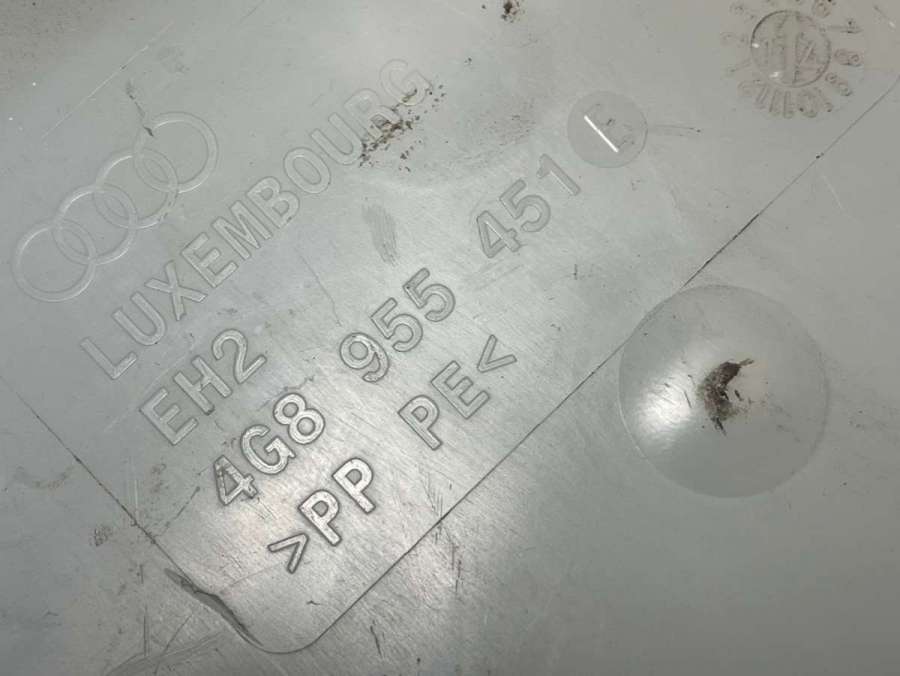 LUXEMBOURG
EH2
4G8 955 451
>PP PE<